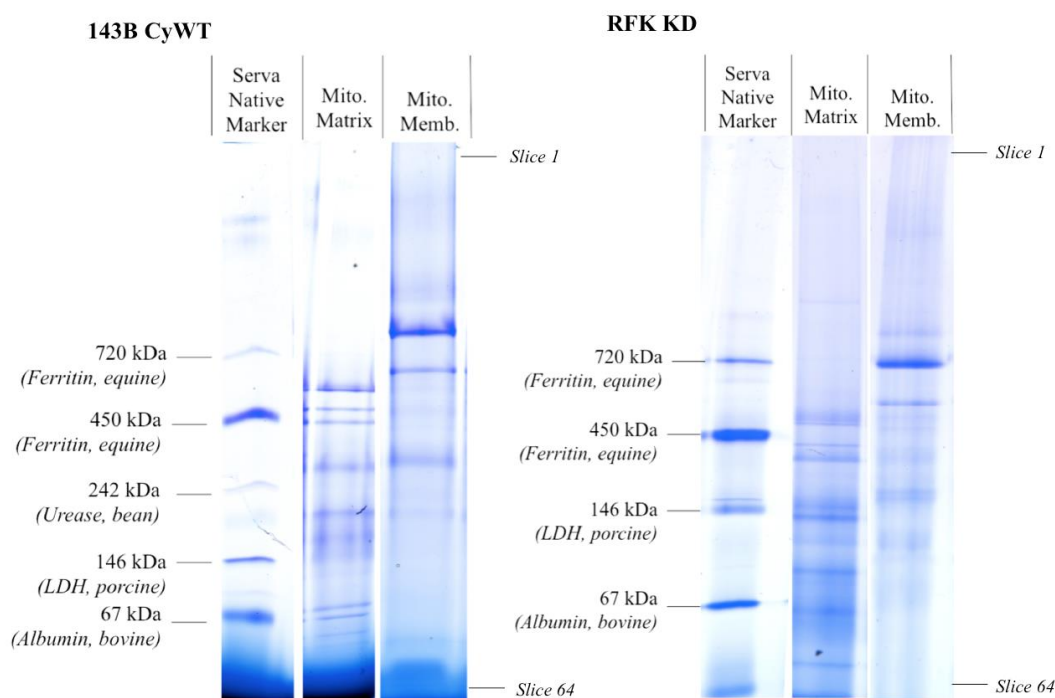 143B CyWT
Serva
Native
Marker
Mito.
Matrix
Mito.
Memb.
Slice 1
720 kDa
(Ferritin, equine)
450 kDa
(Ferritin, equine)
242 kDa
(Urease, bean)
146 kDa
(LDH, porcine)
67 kDa
(Albumin, bovine)
Slice 64
RFK KD
Serva
Native
Marker
Mito.
Matrix
Mito.
Memb.
Slice 1
720 kDa
(Ferritin, equine)
450 kDa
(Ferritin, equine)
146 kDa
(LDH, porcine)
67 kDa
(Albumin, bovine)
Slice 64